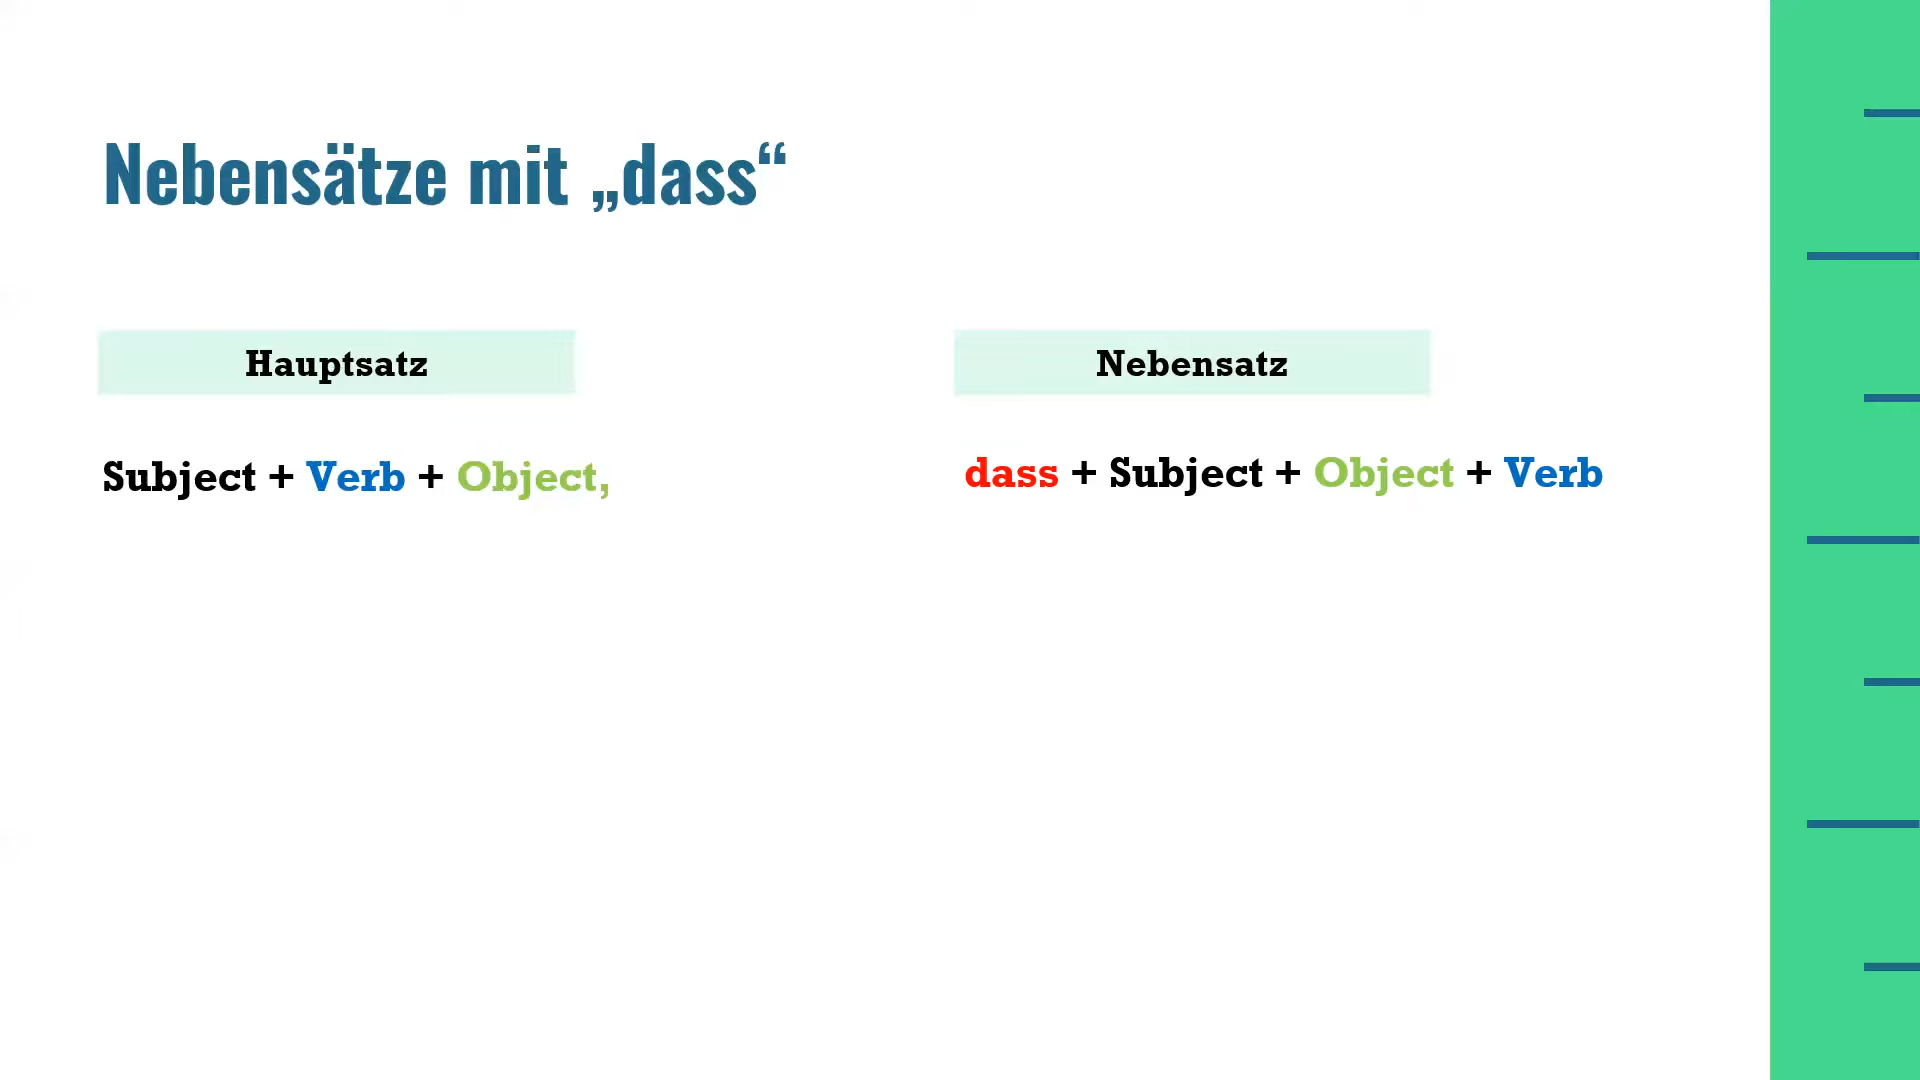 Nebensätze mit „dass“
Hauptsatz
Nebensatz
Subject + Verb + Object,
dass + Subject + Object + Verb